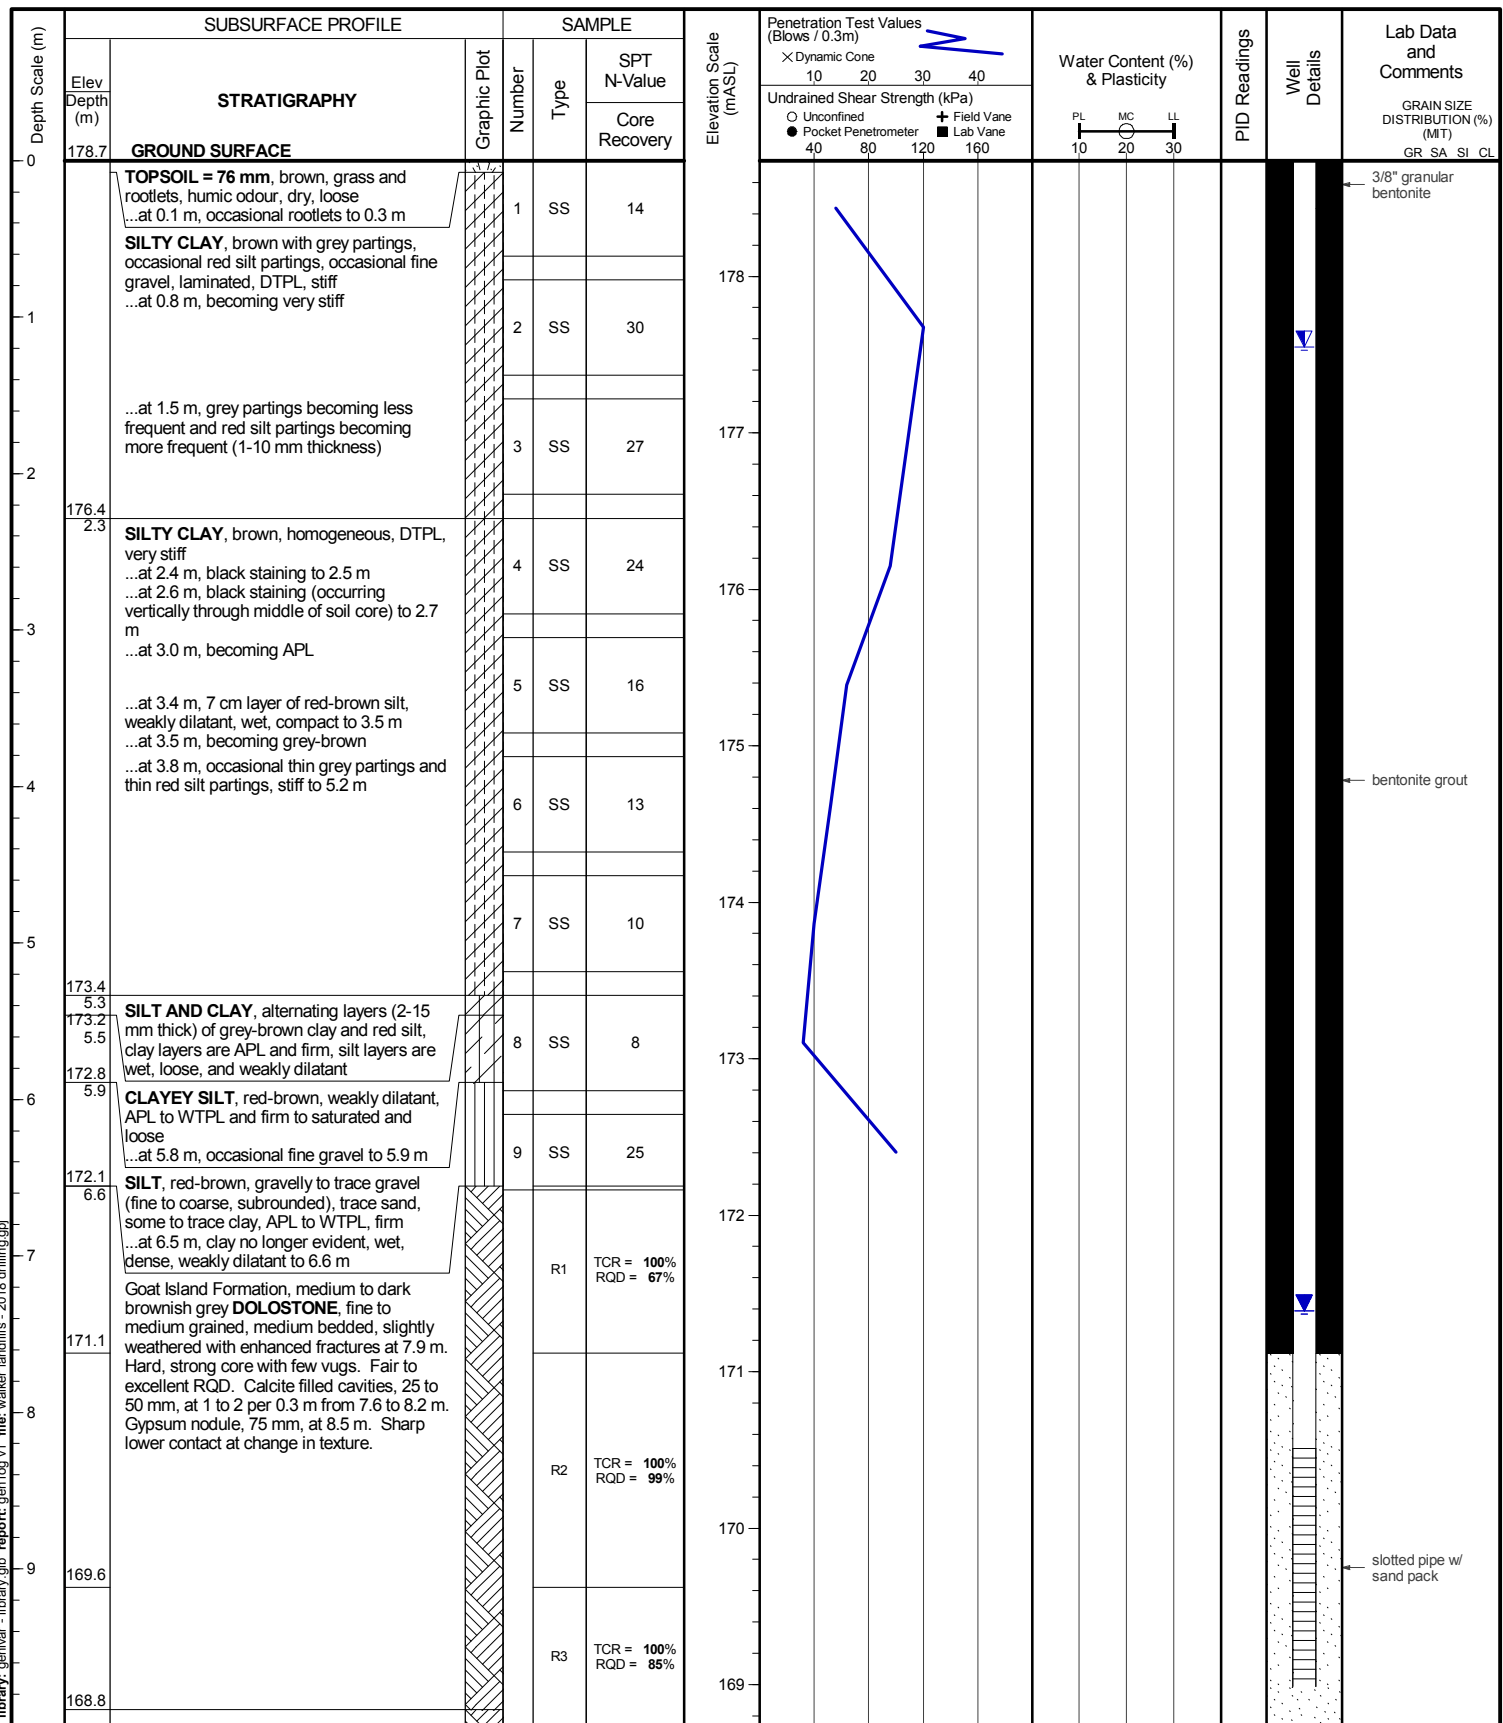 SUBSURFACE PROFILE
SAMPLE
Depth Scale (m)
Elev
Depth
(m)
STRATIGRAPHY
Graphic Plot
Number
Type
SPT
N-Value
Core
Recovery
Elevation Scale
(mASL)
Penetration Test Values
(Blows / 0.3m)
× Dynamic Cone
10 20 30 40
Undrained Shear Strength (kPa)
Unconfined
Field Vane
Pocket Penetrometer
Lab Vane
40 80 120 160
Water Content (%)
& Plasticity
PL MC LL
10 20 30
PID Readings
Well
Details
Lab Data
and
Comments
GRAIN SIZE
DISTRIBUTION (%)
(MIT)
GR SA SI CL
178.7 GROUND SURFACE
0
1
2
3
4
5
6
7
8
9
TOPSOIL = 76 mm, brown, grass and
rootlets, humic odour, dry, loose
...at 0.1 m, occasional rootlets to 0.3 m
SILTY CLAY, brown with grey partings,
occasional red silt partings, occasional fine
gravel, laminated, DTPL, stiff
...at 0.8 m, becoming very stiff
...at 1.5 m, grey partings becoming less
frequent and red silt partings becoming
more frequent (1-10 mm thickness)
176.4
2.3
SILTY CLAY, brown, homogeneous, DTPL,
very stiff
...at 2.4 m, black staining to 2.5 m
...at 2.6 m, black staining (occurring
vertically through middle of soil core) to 2.7
m
...at 3.0 m, becoming APL
...at 3.4 m, 7 cm layer of red-brown silt,
weakly dilatant, wet, compact to 3.5 m
...at 3.5 m, becoming grey-brown
...at 3.8 m, occasional thin grey partings and
thin red silt partings, stiff to 5.2 m
173.4
5.3
SILT AND CLAY, alternating layers (2-15
mm thick) of grey-brown clay and red silt,
clay layers are APL and firm, silt layers are
wet, loose, and weakly dilatant
173.2
5.5
172.8
5.9
CLAYEY SILT, red-brown, weakly dilatant,
APL to WTPL and firm to saturated and
loose
...at 5.8 m, occasional fine gravel to 5.9 m
172.1
6.6
SILT, red-brown, gravelly to trace gravel
(fine to coarse, subrounded), trace sand,
some to trace clay, APL to WTPL, firm
...at 6.5 m, clay no longer evident, wet,
dense, weakly dilatant to 6.6 m
Goat Island Formation, medium to dark
brownish grey DOLOSTONE, fine to
medium grained, medium bedded, slightly
weathered with enhanced fractures at 7.9 m.
Hard, strong core with few vugs. Fair to
excellent RQD. Calcite filled cavities, 25 to
50 mm, at 1 to 2 per 0.3 m from 7.6 to 8.2 m.
Gypsum nodule, 75 mm, at 8.5 m. Sharp
lower contact at change in texture.
171.1
169.6
168.8
1 SS 14
2 SS 30
3 SS 27
4 SS 24
5 SS 16
6 SS 13
7 SS 10
8 SS 8
9 SS 25
R1 TCR = 100%
RQD = 67%
R2 TCR = 100%
RQD = 99%
R3 TCR = 100%
RQD = 85%
178
177
176
175
174
173
172
171
170
169
3/8" granular
bentonite
bentonite grout
slotted pipe w/
sand pack
library: genivar - library.glb report: gen log v1 file: walker landfills - 2018 drilling.gpj